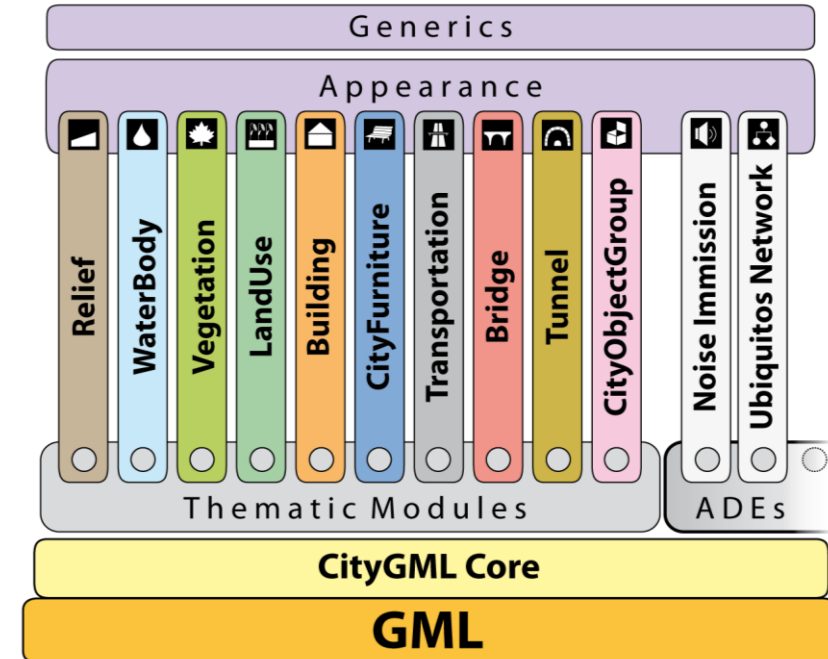 Generics
Appearance
Relief
WaterBody
Vegetation
LandUse
Building
CityFurniture
Transportation
Bridge
Tunnel
CityObjectGroup
Noise Immission
Ubiquitos Network
Thematic Modules
ADEs
CityGML Core
GML